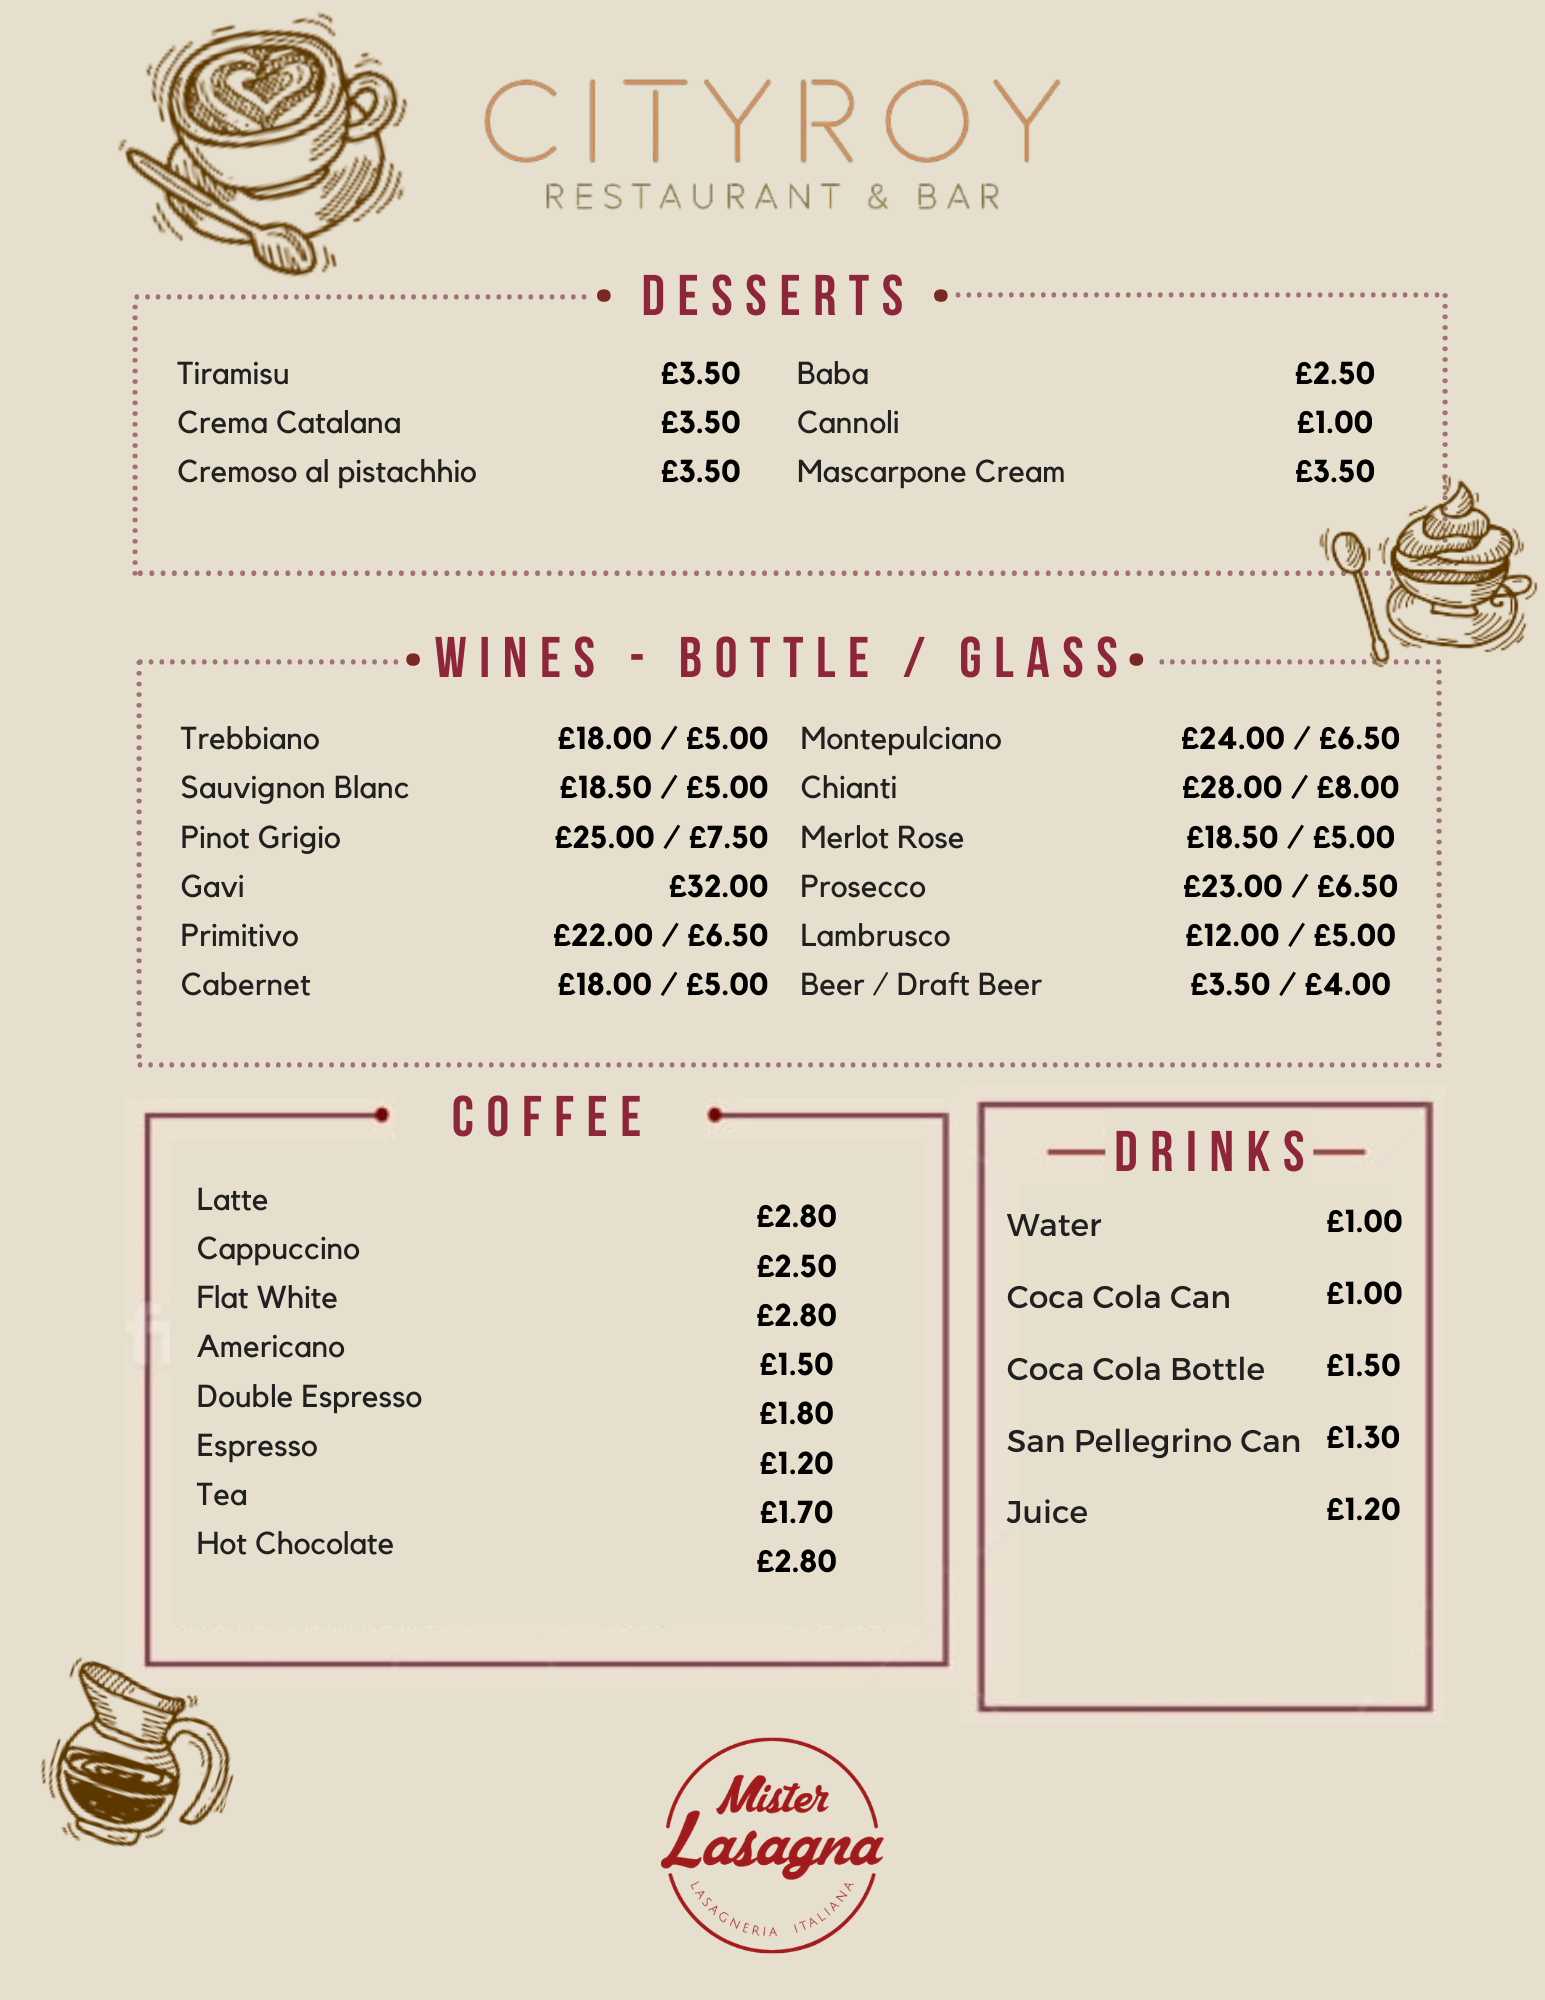 CITYROY
RESTAURANT & BAR
DESSERTS
Tiramisu £3.50
Crema Catalana £3.50
Cremoso al pistachhio £3.50
Baba £2.50
Cannoli £1.00
Mascarpone Cream £3.50
WINES - BOTTLE / GLASS
Trebbiano £18.00 / £5.00
Sauvignon Blanc £18.50 / £5.00
Pinot Grigio £25.00 / £7.50
Gavi £32.00
Primitivo £22.00 / £6.50
Cabernet £18.00 / £5.00
Montepulciano £24.00 / £6.50
Chianti £28.00 / £8.00
Merlot Rose £18.50 / £5.00
Prosecco £23.00 / £6.50
Lambrusco £12.00 / £5.00
Beer / Draft Beer £3.50 / £4.00
COFFEE
Latte £2.80
Cappuccino £2.50
Flat White £2.80
Americano £1.50
Double Espresso £1.80
Espresso £1.20
Tea £1.70
Hot Chocolate £2.80
DRINKS
Water £1.00
Coca Cola Can £1.00
Coca Cola Bottle £1.50
San Pellegrino Can £1.30
Juice £1.20
fi
Mister
Lasagna
LASAGNERIA ITALIANA